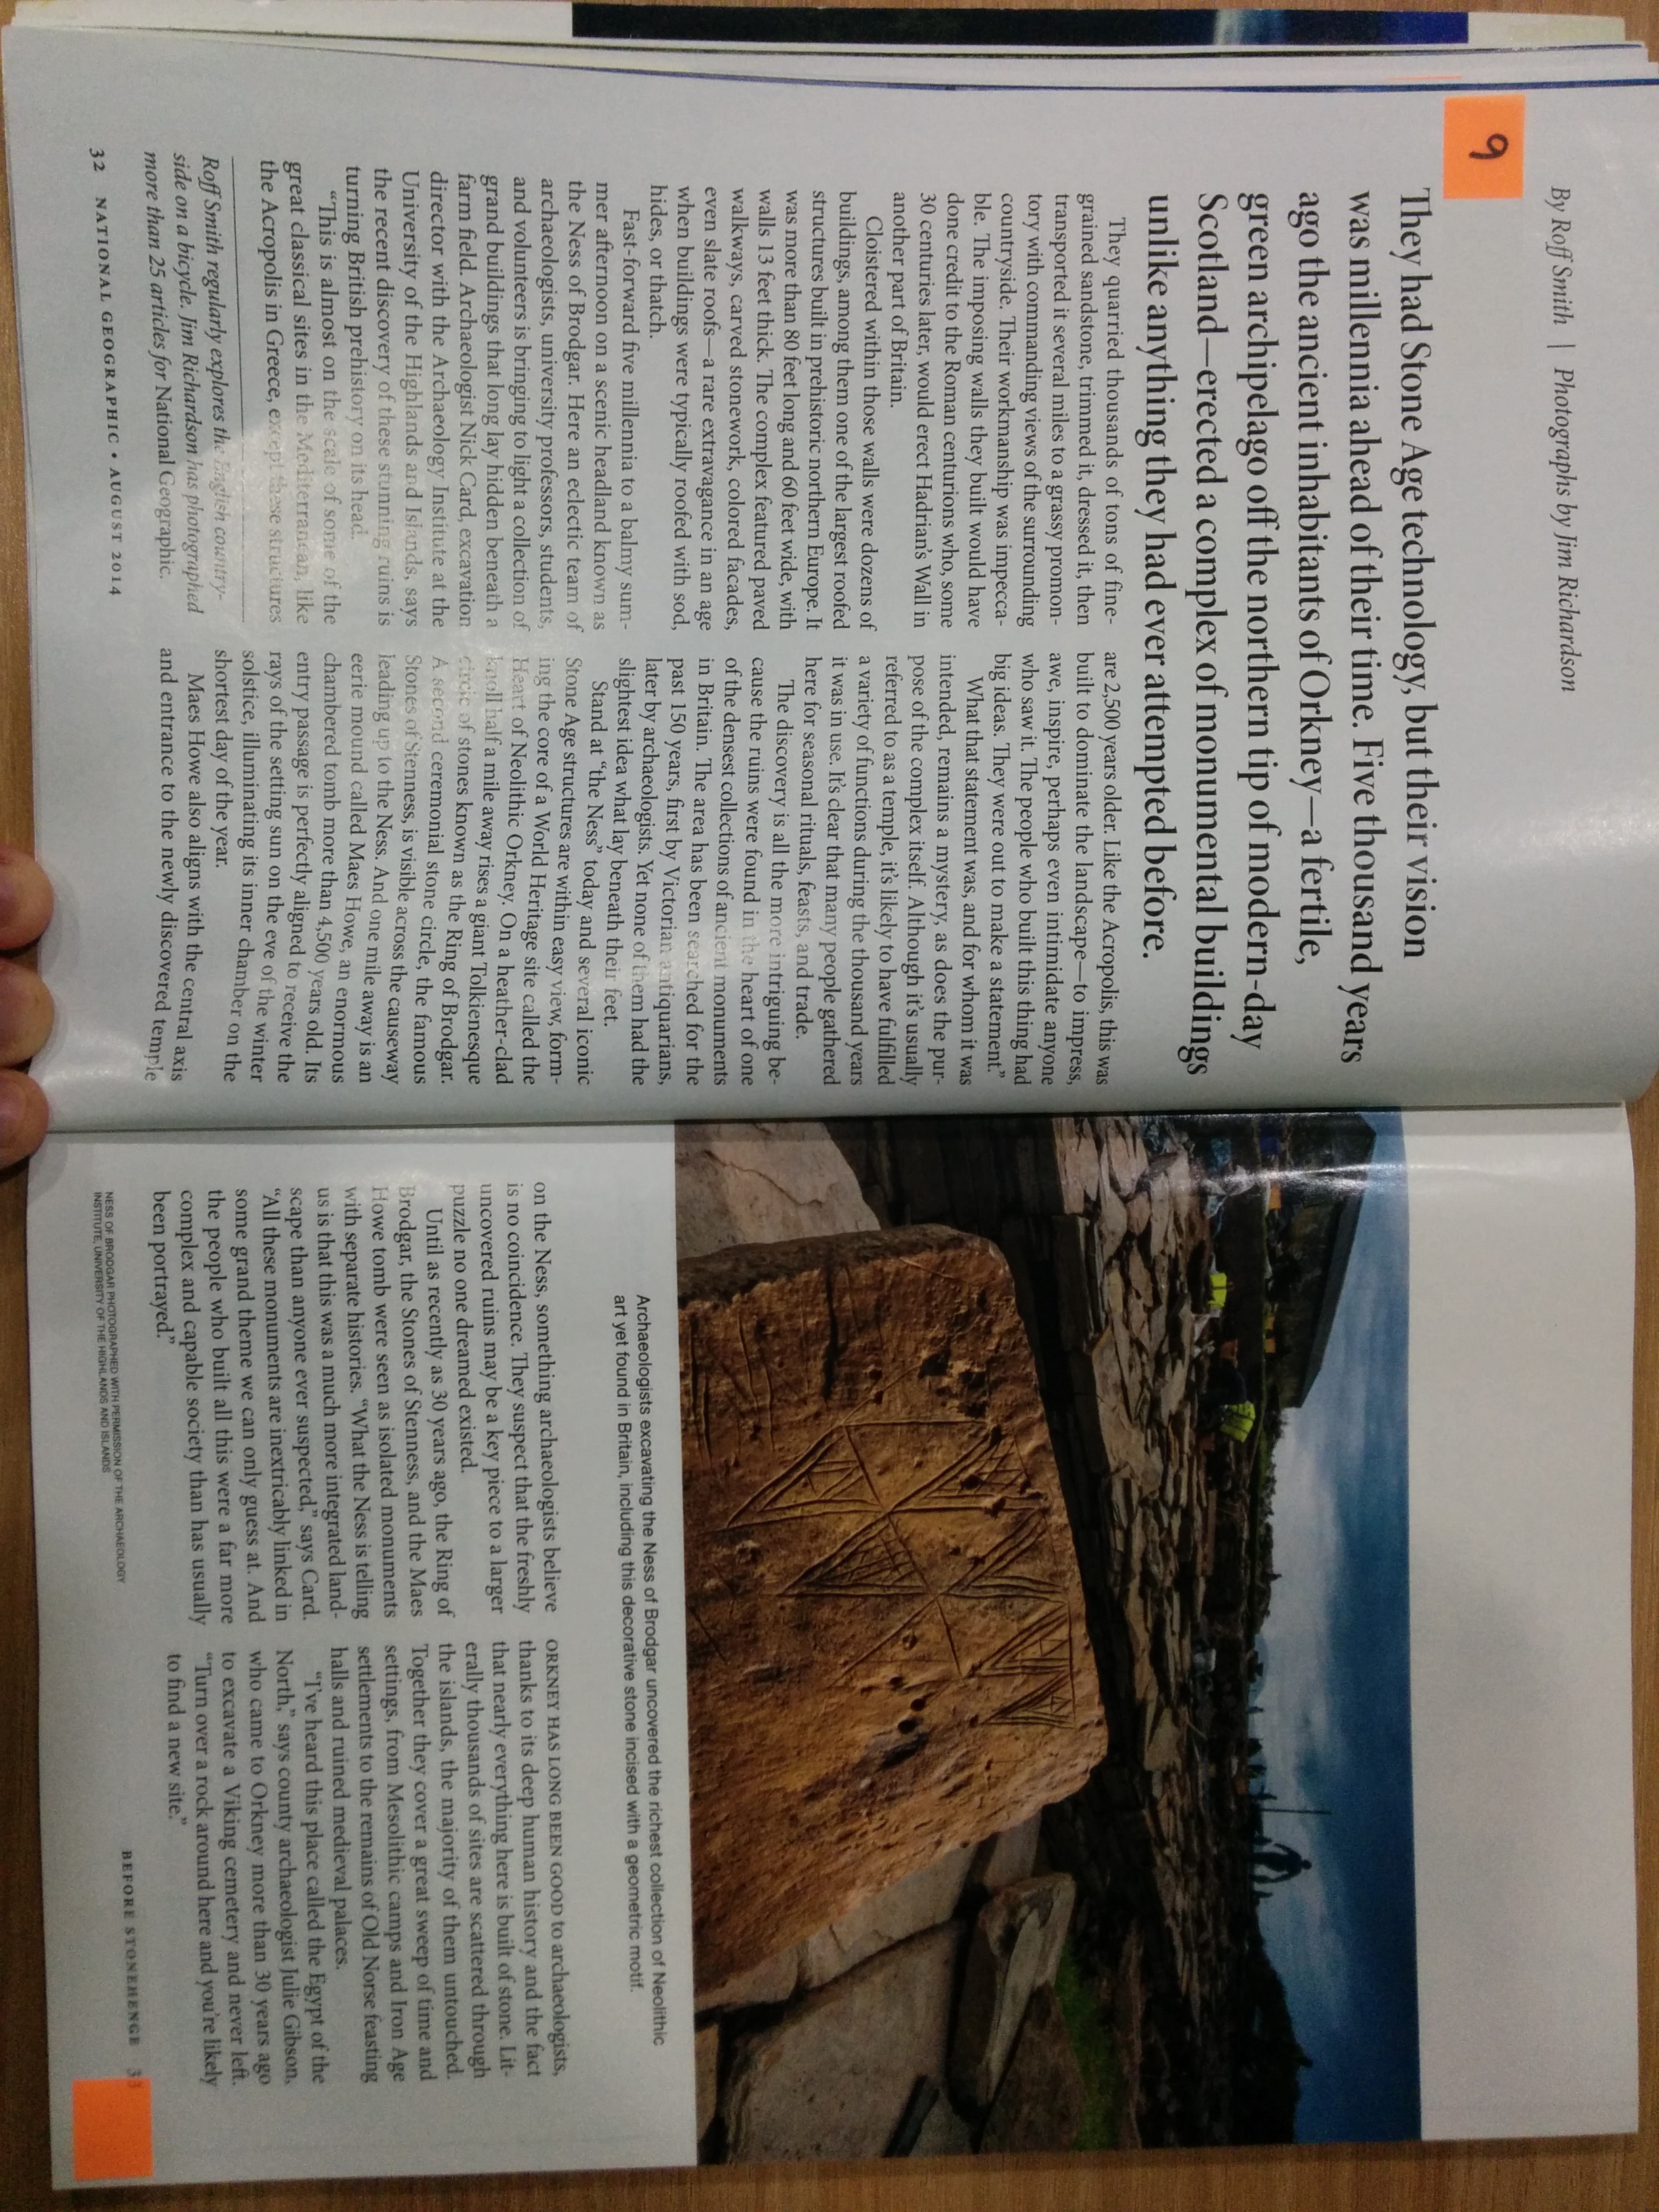 9
By Roff Smith | Photographs by Jim Richardson
They had Stone Age technology, but their vision
was millennia ahead of their time. Five thousand years
ago the ancient inhabitants of Orkney—a fertile,
green archipelago off the northern tip of modern-day
Scotland—erected a complex of monumental buildings
unlike anything they had ever attempted before.
They quarried thousands of tons of fine-
grained sandstone, trimmed it, dressed it, then
transported it several miles to a grassy promon-
tory with commanding views of the surrounding
countryside. Their workmanship was impecca-
ble. The imposing walls they built would have
done credit to the Roman centurions who, some
30 centuries later, would erect Hadrian's Wall in
another part of Britain.
Cloistered within those walls were dozens of
buildings, among them one of the largest roofed
structures built in prehistoric northern Europe. It
was more than 80 feet long and 60 feet wide, with
walls 13 feet thick. The complex featured paved
walkways, carved stonework, colored facades,
even slate roofs—a rare extravagance in an age
when buildings were typically roofed with sod,
hides, or thatch.
Fast-forward five millennia to a balmy sum-
mer afternoon on a scenic headland known as
the Ness of Brodgar. Here an eclectic team of
archaeologists, university professors, students,
and volunteers is bringing to light a collection of
grand buildings that long lay hidden beneath a
farm field. Archaeologist Nick Card, excavation
director with the Archaeology Institute at the
University of the Highlands and Islands, says
the recent discovery of these stunning ruins is
turning British prehistory on its head.
"This is almost on the scale of some of the
great classical sites in the Mediterranean, like
the Acropolis in Greece, except these structures
Roff Smith regularly explores the English country-
side on a bicycle. Jim Richardson has photographed
more than 25 articles for National Geographic.
32 NATIONAL GEOGRAPHIC • AUGUST 2014
are 2,500 years older. Like the Acropolis, this was
built to dominate the landscape—to impress,
awe, inspire, perhaps even intimidate anyone
who saw it. The people who built this thing had
big ideas. They were out to make a statement."
What that statement was, and for whom it was
intended, remains a mystery, as does the pur-
pose of the complex itself. Although it's usually
referred to as a temple, it's likely to have fulfilled
a variety of functions during the thousand years
it was in use. It's clear that many people gathered
here for seasonal rituals, feasts, and trade.
The discovery is all the more intriguing be-
cause the ruins were found in the heart of one
of the densest collections of ancient monuments
in Britain. The area has been searched for the
past 150 years, first by Victorian antiquarians,
later by archaeologists. Yet none of them had the
slightest idea what lay beneath their feet.
Stand at "the Ness" today and several iconic
Stone Age structures are within easy view, form-
ing the core of a World Heritage site called the
Heart of Neolithic Orkney. On a heather-clad
knoll half a mile away rises a giant Tolkienesque
circle of stones known as the Ring of Brodgar.
A second ceremonial stone circle, the famous
Stones of Stenness, is visible across the causeway
leading up to the Ness. And one mile away is an
eerie mound called Maes Howe, an enormous
chambered tomb more than 4,500 years old. Its
entry passage is perfectly aligned to receive the
rays of the setting sun on the eve of the winter
solstice, illuminating its inner chamber on the
shortest day of the year.
Maes Howe also aligns with the central axis
and entrance to the newly discovered temple
Archaeologists excavating the Ness of Brodgar uncovered the richest collection of Neolithic
art yet found in Britain, including this decorative stone incised with a geometric motif.
on the Ness, something archaeologists believe
is no coincidence. They suspect that the freshly
uncovered ruins may be a key piece to a larger
puzzle no one dreamed existed.
Until as recently as 30 years ago, the Ring of
Brodgar, the Stones of Stenness, and the Maes
Howe tomb were seen as isolated monuments
with separate histories. "What the Ness is telling
us is that this was a much more integrated land-
scape than anyone ever suspected," says Card.
"All these monuments are inextricably linked in
some grand theme we can only guess at. And
the people who built all this were a far more
complex and capable society than has usually
been portrayed."
NESS OF BRODGAR PHOTOGRAPHED WITH PERMISSION OF THE ARCHAEOLOGY
INSTITUTE, UNIVERSITY OF THE HIGHLANDS AND ISLANDS
ORKNEY HAS LONG BEEN GOOD to archaeologists,
thanks to its deep human history and the fact
that nearly everything here is built of stone. Lit-
erally thousands of sites are scattered through
the islands, the majority of them untouched.
Together they cover a great sweep of time and
settings, from Mesolithic camps and Iron Age
settlements to the remains of Old Norse feasting
halls and ruined medieval palaces.
"I've heard this place called the Egypt of the
North," says county archaeologist Julie Gibson,
who came to Orkney more than 30 years ago
to excavate a Viking cemetery and never left.
"Turn over a rock around here and you're likely
to find a new site."
BEFORE STONEHENGE 33